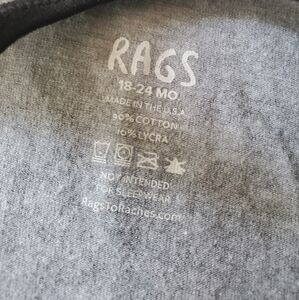 RAGS
18-24 MO.
MADE IN THE U.S.A.
90% COTTON
10% LYCRA
NOT INTENDED
FOR SLEEPWEAR
RagsToRaches.com